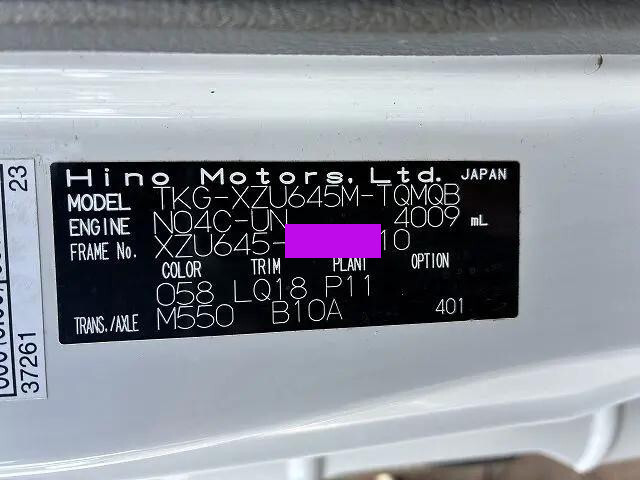 Hino Motors, Ltd. JAPAN
MODEL TKG-XZU645M-TQMQB
ENGINE N04C-UN 4009 mL
FRAME No. XZU645- 10
COLOR TRIM PLANT OPTION
058 LQ18 P11
TRANS./AXLE M550 B10A 401
23
37261